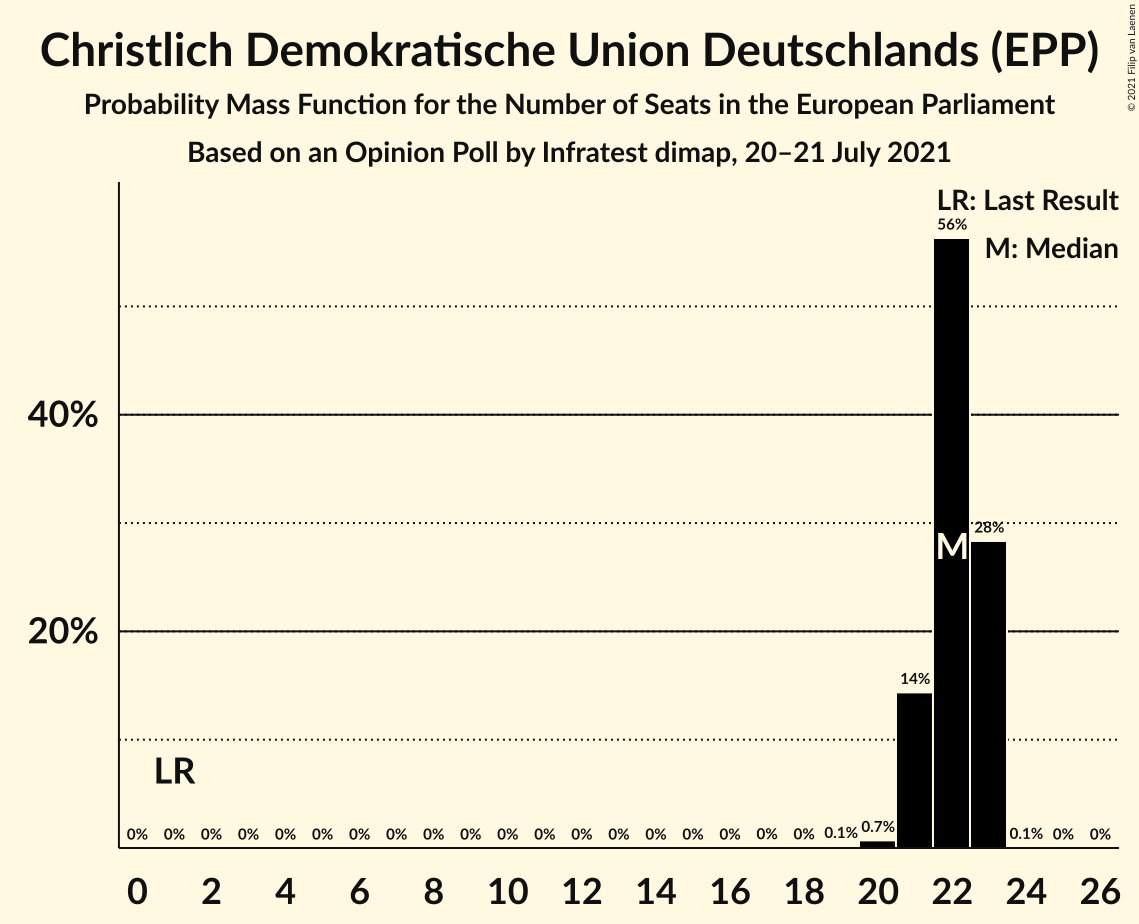 Christlich Demokratische Union Deutschlands (EPP)
Probability Mass Function for the Number of Seats in the European Parliament
Based on an Opinion Poll by Infratest dimap, 20–21 July 2021
© 2021 Filip van Laenen
LR: Last Result
M: Median
56%
40%
28%
M
20%
14%
LR
0% 0% 0% 0% 0% 0% 0% 0% 0% 0% 0% 0% 0% 0% 0% 0% 0% 0% 0% 0.1% 0.7% 0.1% 0% 0%
0 2 4 6 8 10 12 14 16 18 20 22 24 26